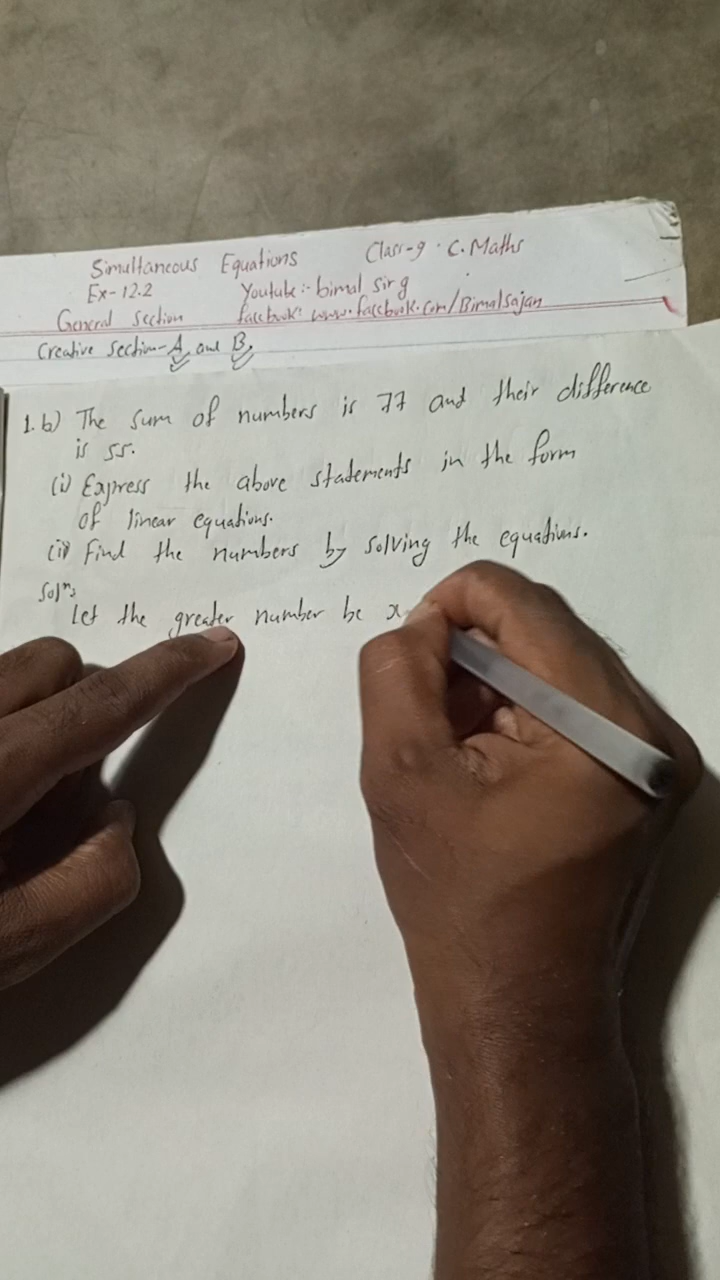 Simultaneous Equations Class-9 C. Maths
Ex-12.2 Youtube:- bimal sir g
General Section facebook: www.facebook.com/Bimalsajan
Creative section-A and B.
1. b) The sum of numbers is 77 and their difference
is 55.
(i) Express the above statements in the form
of linear equations.
(ii) Find the numbers by solving the equations.
Solⁿ:
Let the greater number be x